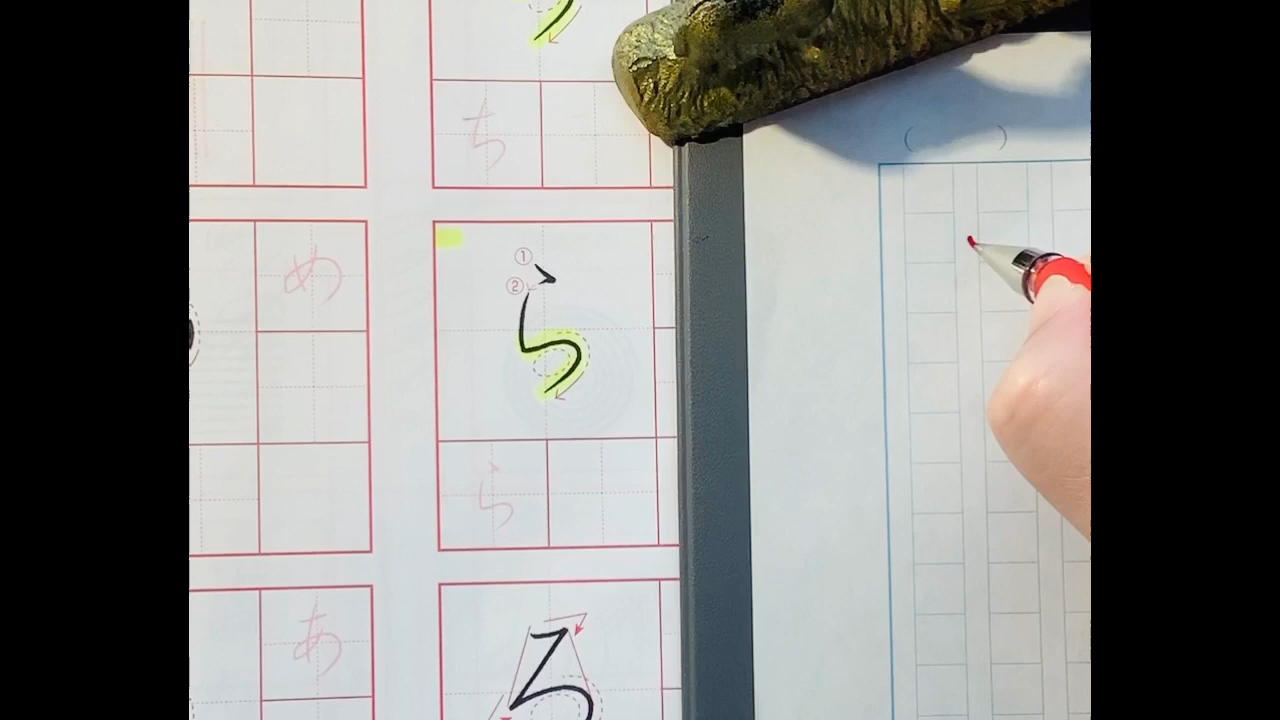 ち
め
①
②
ら
ら
あ
ろ
( )